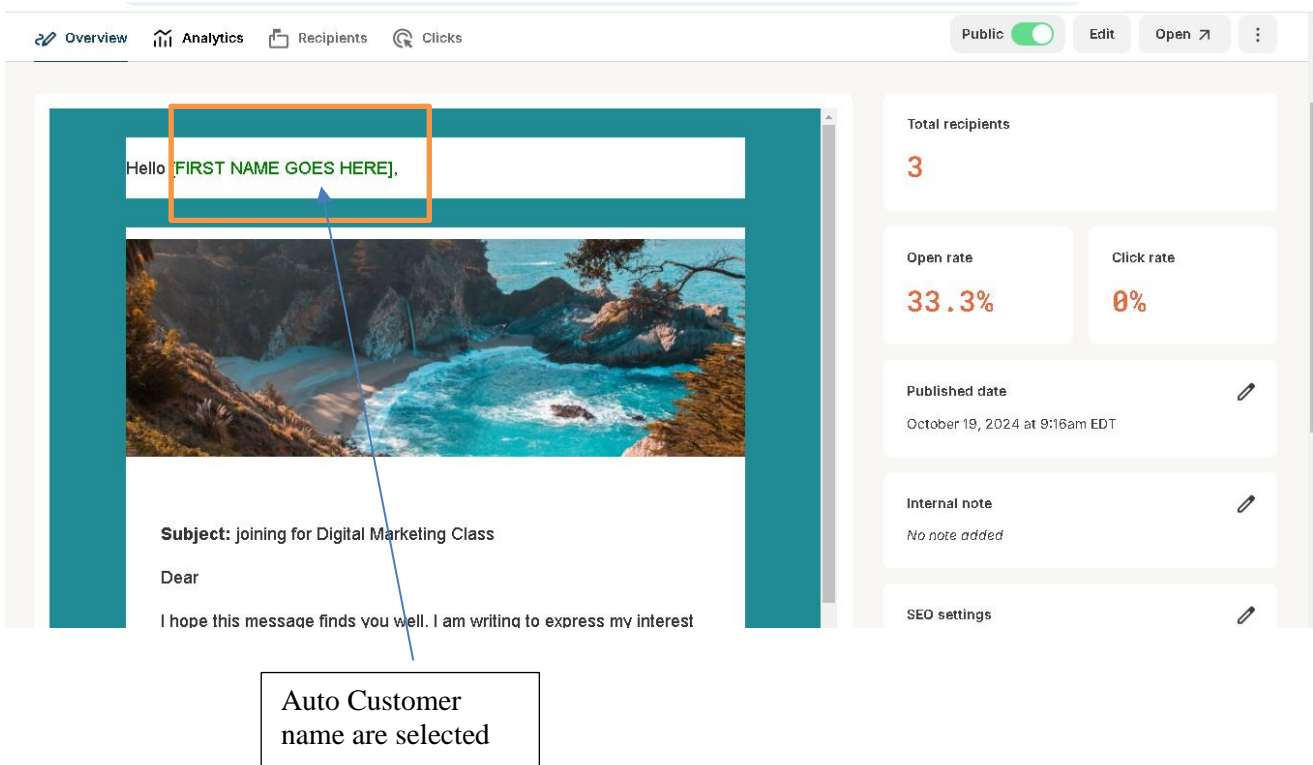 Overview Analytics Recipients Clicks Public Edit Open
Hello [FIRST NAME GOES HERE],
Subject: joining for Digital Marketing Class
Dear
I hope this message finds you well. I am writing to express my interest
Total recipients
3
Open rate Click rate
33.3% 0%
Published date
October 19, 2024 at 9:16am EDT
Internal note
No note added
SEO settings
Auto Customer
name are selected